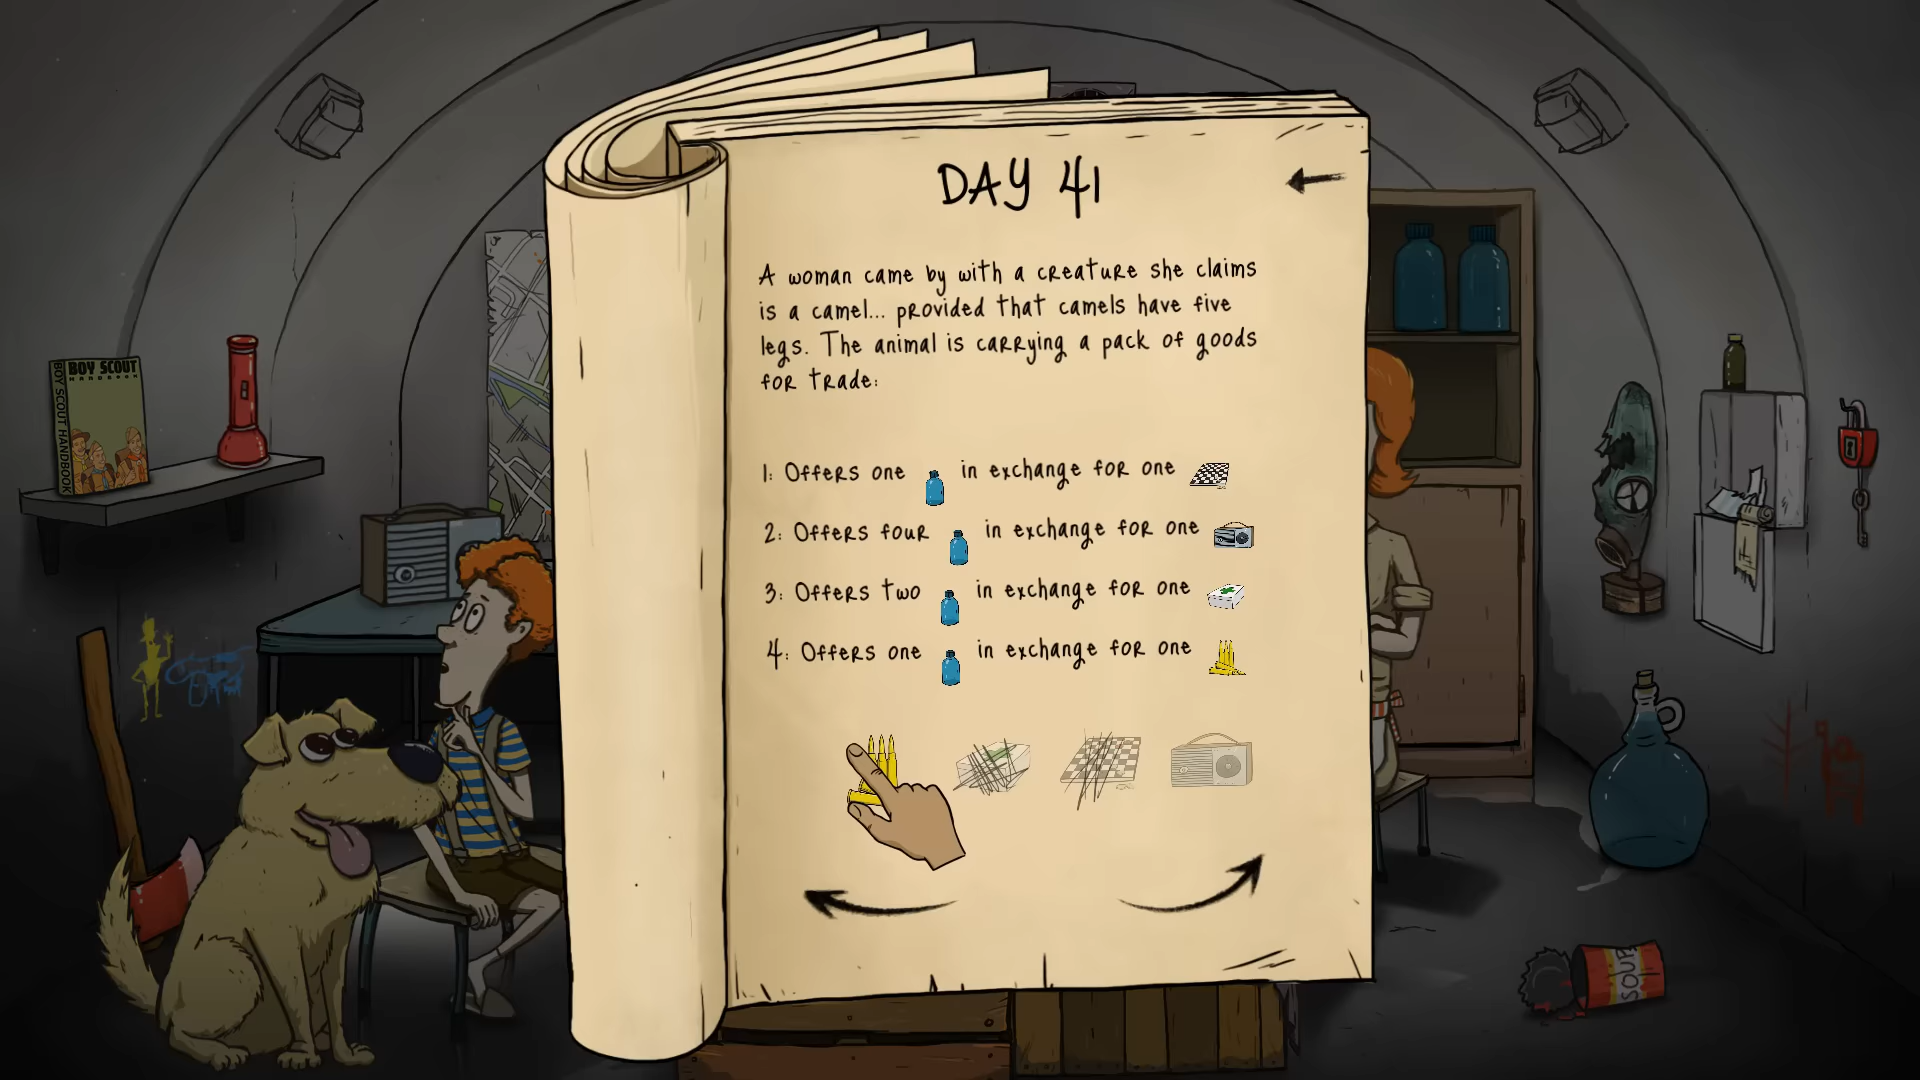 DAY 41
A woman came by with a creature she claims
is a camel... provided that camels have five
legs. The animal is carrying a pack of goods
for trade:
1: Offers one in exchange for one
2: Offers four in exchange for one
3: Offers two in exchange for one
4: Offers one in exchange for one
BOY SCOUT
HANDBOOK
BOY SCOUT HANDBOOK
SOUP